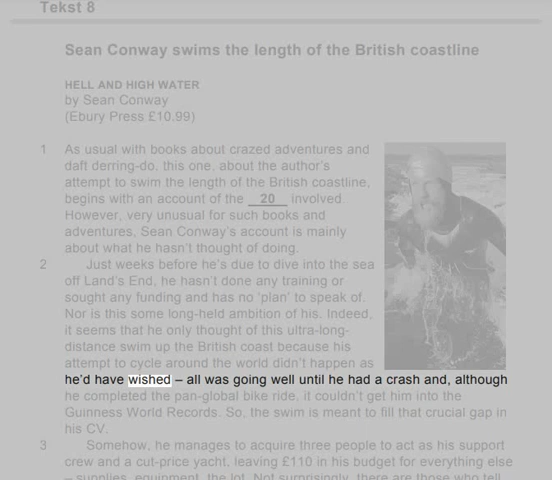 Tekst 8
Sean Conway swims the length of the British coastline
HELL AND HIGH WATER
by Sean Conway
(Ebury Press £10.99)
1 As usual with books about crazed adventures and
daft derring-do, this one, about the author's
attempt to swim the length of the British coastline,
begins with an account of the 20 involved
However, very unusual for such books and
adventures, Sean Conway's account is mainly
about what he hasn't thought of doing.
2 Just weeks before he's due to dive into the sea
off Land's End, he hasn't done any training or
sought any funding and has no 'plan' to speak of.
Nor is this some long-held ambition of his. Indeed,
it seems that he only thought of this ultra-long-
distance swim up the British coast because his
attempt to cycle around the world didn't happen as
he'd have wished – all was going well until he had a crash and, although
he completed the pan-global bike ride, it couldn't get him into the
Guinness World Records. So, the swim is meant to fill that crucial gap in
his CV.
3 Somehow, he manages to acquire three people to act as his support
crew and a cut-price yacht, leaving £110 in his budget for everything else
– supplies, equipment, the lot. Not surprisingly, there are those who tell